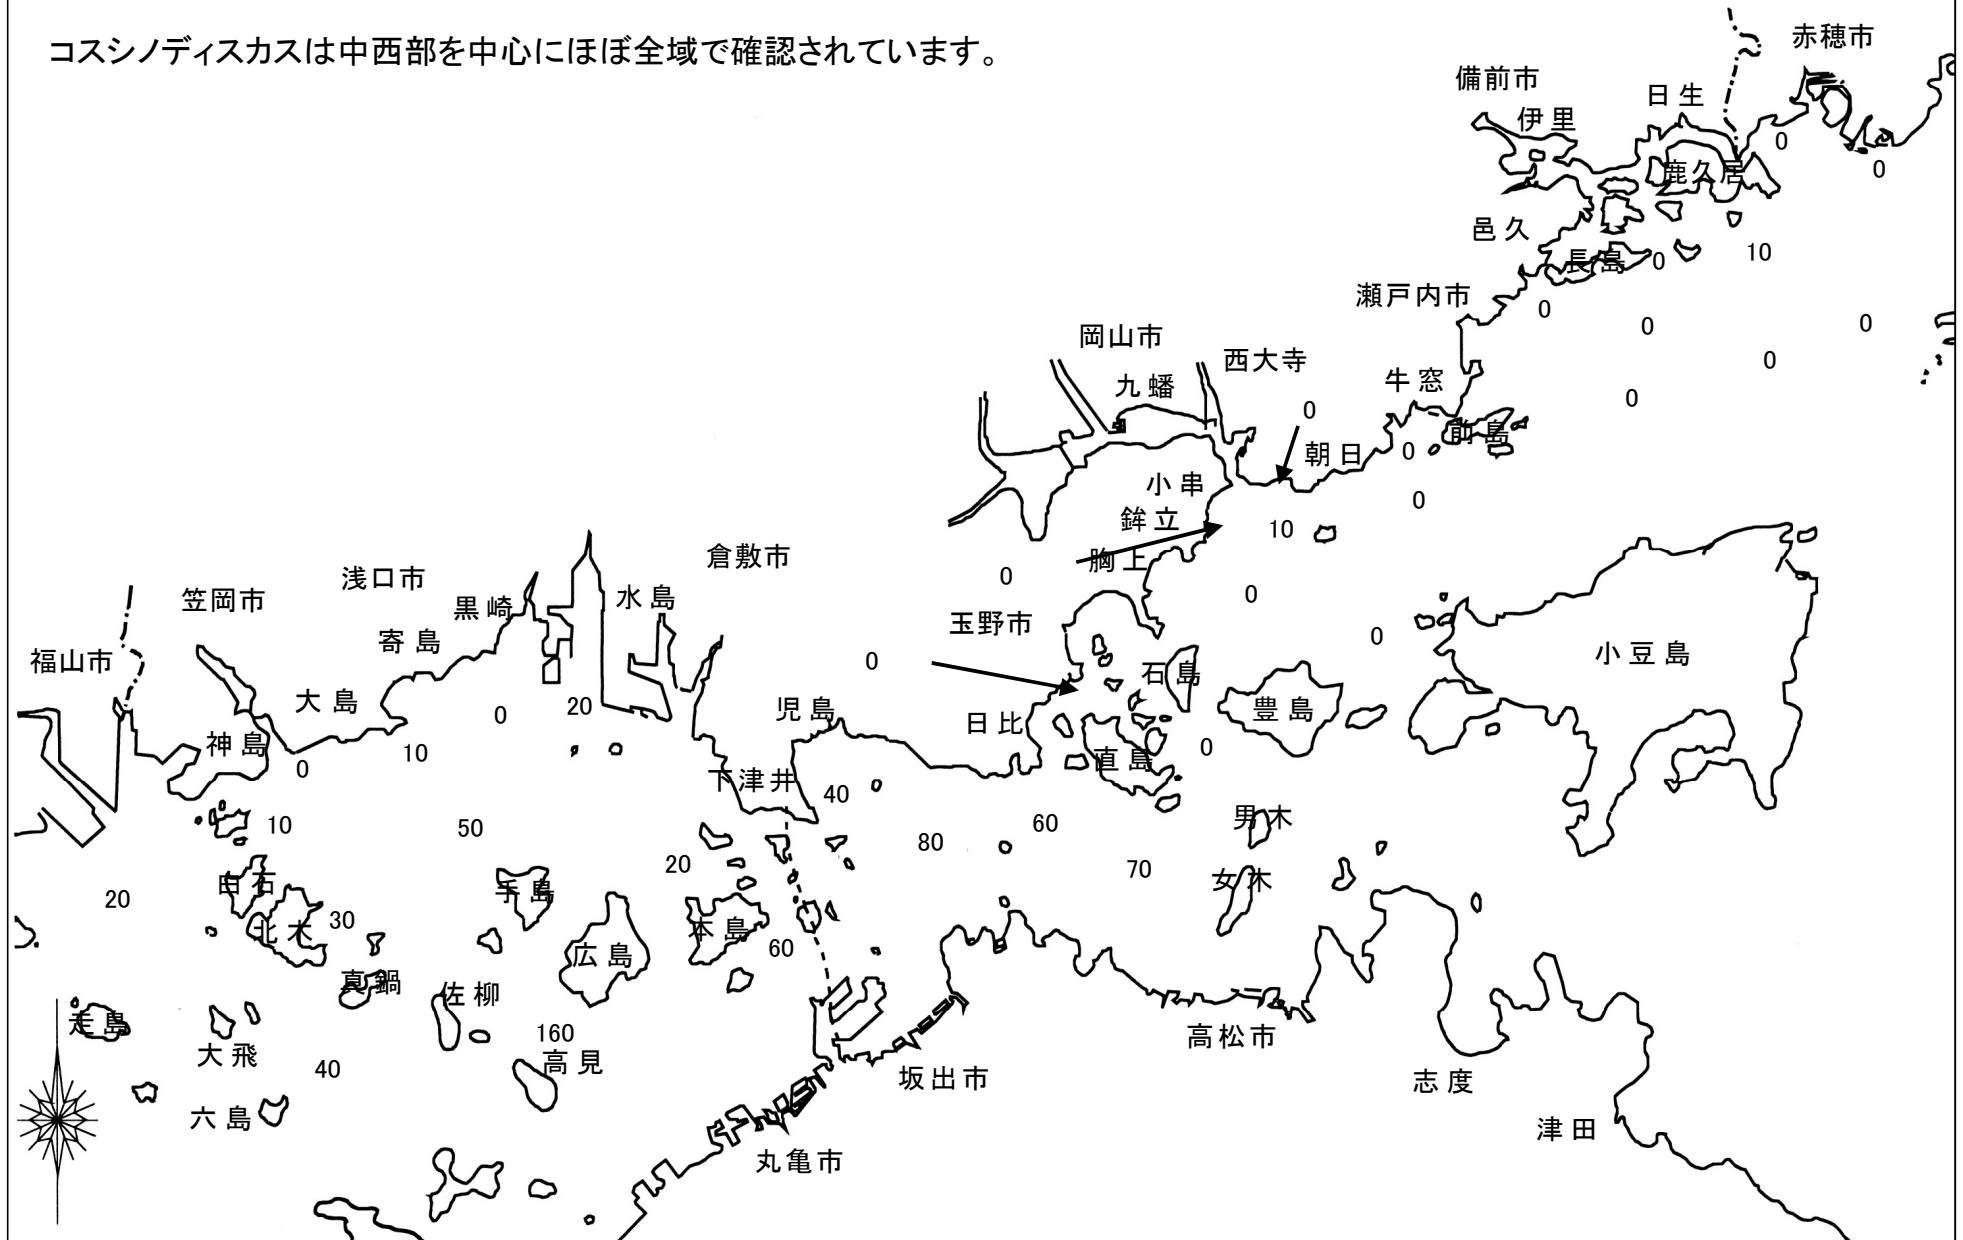 コスシノディスカスは中西部を中心にほぼ全域で確認されています。
赤穂市
備前市
日生
伊里
0
鹿久居
0
邑久
10
長島
0
瀬戸内市
0
0
0
岡山市
西大寺
0
九蟠
牛窓
0
0
前島
朝日
0
小串
0
鉾立
10
胸上
0
倉敷市
浅口市
0
笠岡市
黒崎
水島
玉野市
0
寄島
福山市
0
石島
小豆島
大島
20
0
児島
日比
豊島
神島
10
0
直島
0
下津井
40
10
50
60
男木
80
20
70
白石
手島
女木
20
30
北木
本島
60
広島
真鍋
佐柳
走島
160
高松市
大飛
高見
40
坂出市
志度
六島
津田
丸亀市